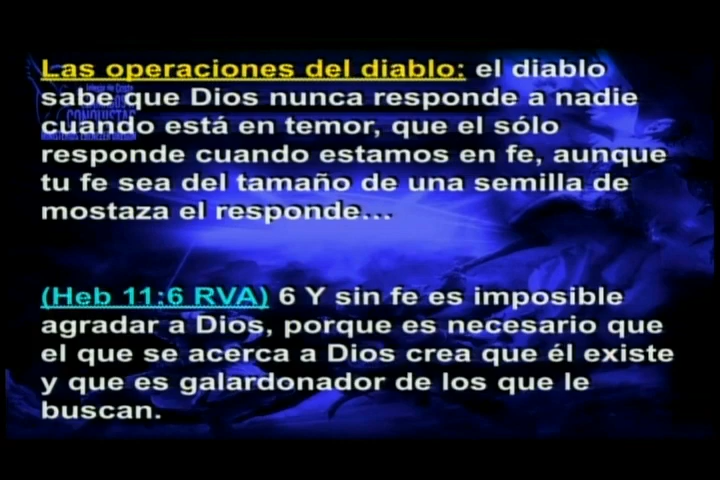 Las operaciones del diablo: el diablo
sabe que Dios nunca responde a nadie
cuando está en temor, que el sólo
responde cuando estamos en fe, aunque
tu fe sea del tamaño de una semilla de
mostaza el responde...
(Heb 11:6 RVA) 6 Y sin fe es imposible
agradar a Dios, porque es necesario que
el que se acerca a Dios crea que él existe
y que es galardonador de los que le
buscan.